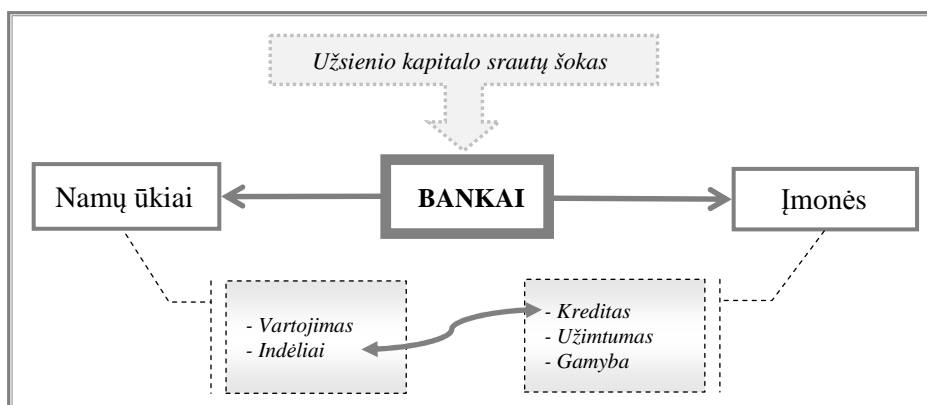 Užsienio kapitalo srautų šokas
Namų ūkiai
BANKAI
Įmonės
- Vartojimas
- Indėliai
- Kreditas
- Užimtumas
- Gamyba